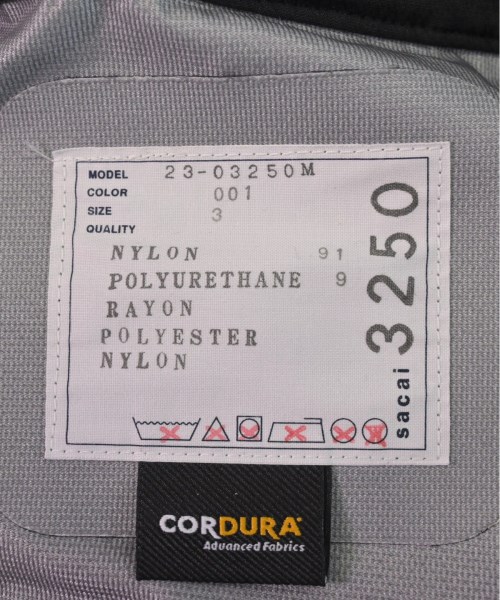 MODEL 23-03250M
COLOR 001
SIZE 3
QUALITY
NYLON 91
POLYURETHANE 9
RAYON
POLYESTER
NYLON
sacai 3250
CORDURA
Advanced Fabrics